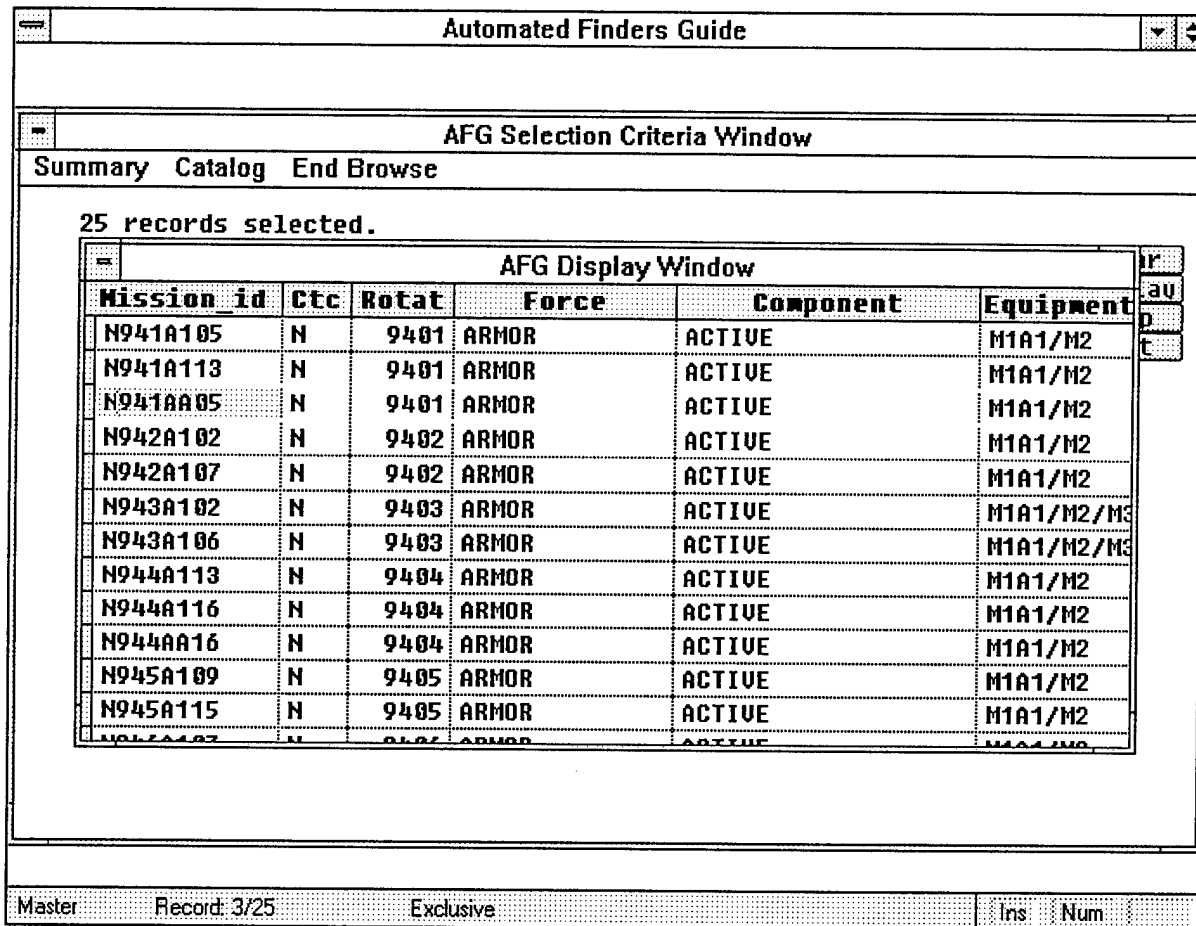 Automated Finders Guide
AFG Selection Criteria Window
Summary Catalog End Browse
25 records selected.
AFG Display Window
Mission_id Ctc Rotat Force Component Equipment
N941A105 N 9401 ARMOR ACTIVE M1A1/M2
N941A113 N 9401 ARMOR ACTIVE M1A1/M2
N941AA05 N 9401 ARMOR ACTIVE M1A1/M2
N942A102 N 9402 ARMOR ACTIVE M1A1/M2
N942A107 N 9402 ARMOR ACTIVE M1A1/M2
N943A102 N 9403 ARMOR ACTIVE M1A1/M2/M3
N943A106 N 9403 ARMOR ACTIVE M1A1/M2/M3
N944A113 N 9404 ARMOR ACTIVE M1A1/M2
N944A116 N 9404 ARMOR ACTIVE M1A1/M2
N944AA16 N 9404 ARMOR ACTIVE M1A1/M2
N945A109 N 9405 ARMOR ACTIVE M1A1/M2
N945A115 N 9405 ARMOR ACTIVE M1A1/M2
Master Record: 3/25 Exclusive Ins Num